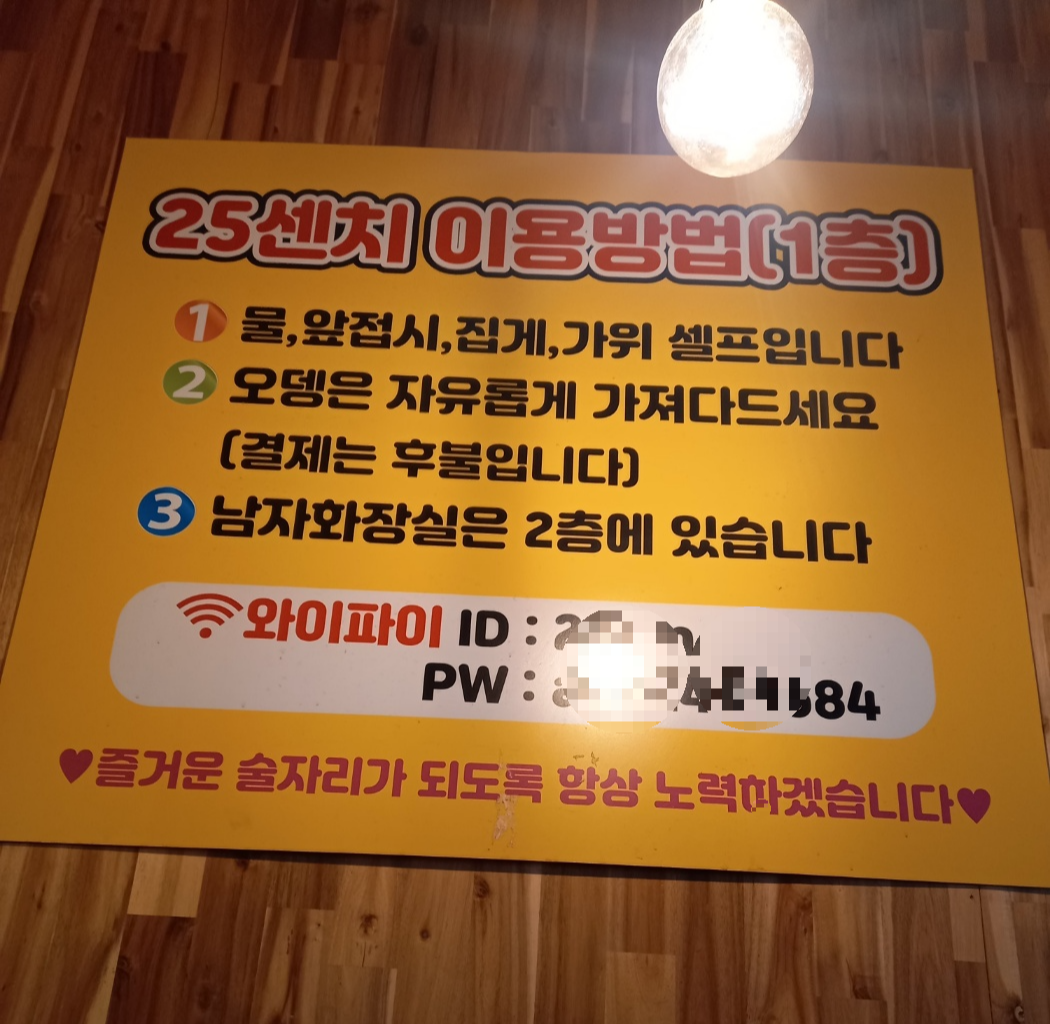 25센치 이용방법(1층)
1 물,앞접시,집게,가위 셀프입니다
2 오뎅은 자유롭게 가져다드세요
(결제는 후불입니다)
3 남자화장실은 2층에 있습니다
와이파이 ID :
PW :
♥즐거운 술자리가 되도록 항상 노력하겠습니다♥